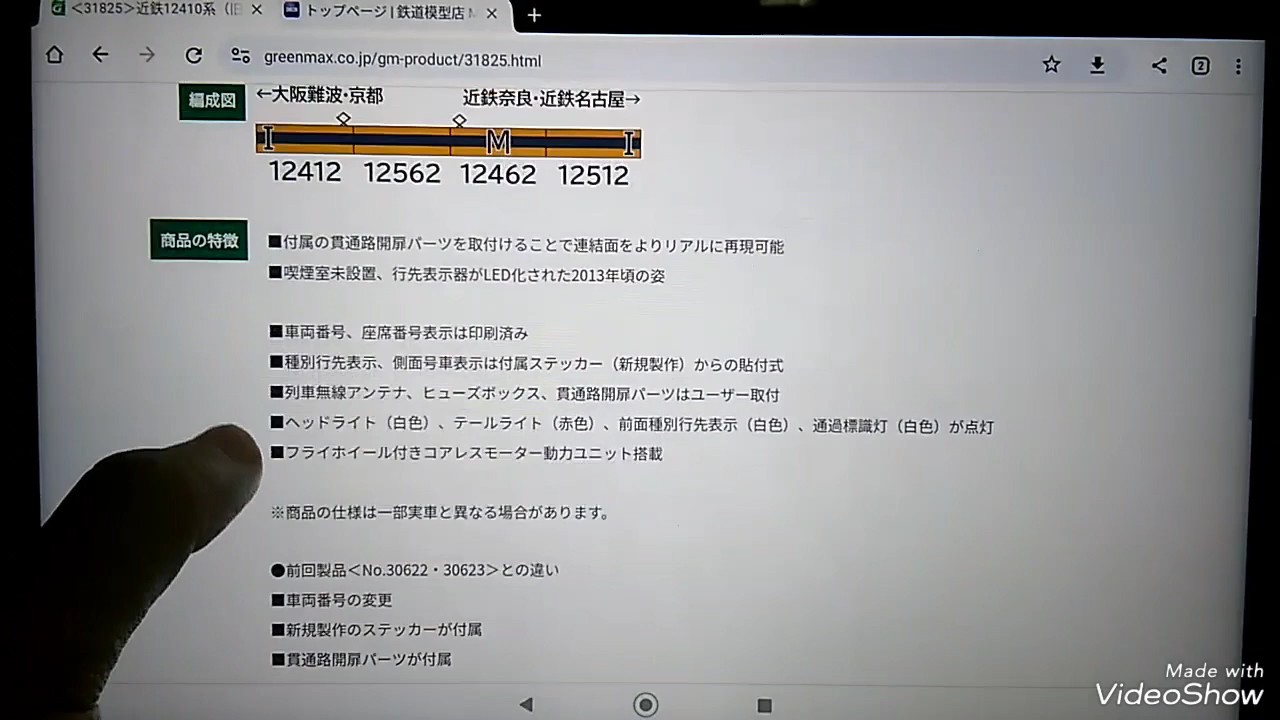 <31825>近鉄12410系（旧
トップページ | 鉄道模型店
greenmax.co.jp/gm-product/31825.html
2
編成図
←大阪難波・京都 近鉄奈良・近鉄名古屋→
I M I
12412 12562 12462 12512
商品の特徴
■付属の貫通路開扉パーツを取付けることで連結面をよりリアルに再現可能
■喫煙室未設置、行先表示器がLED化された2013年頃の姿
■車両番号、座席番号表示は印刷済み
■種別行先表示、側面号車表示は付属ステッカー（新規製作）からの貼付式
■列車無線アンテナ、ヒューズボックス、貫通路開扉パーツはユーザー取付
■ヘッドライト（白色）、テールライト（赤色）、前面種別行先表示（白色）、通過標識灯（白色）が点灯
■フライホイール付きコアレスモーター動力ユニット搭載
※商品の仕様は一部実車と異なる場合があります。
●前回製品＜No.30622・30623＞との違い
■車両番号の変更
■新規製作のステッカーが付属
■貫通路開扉パーツが付属
Made with
VideoShow